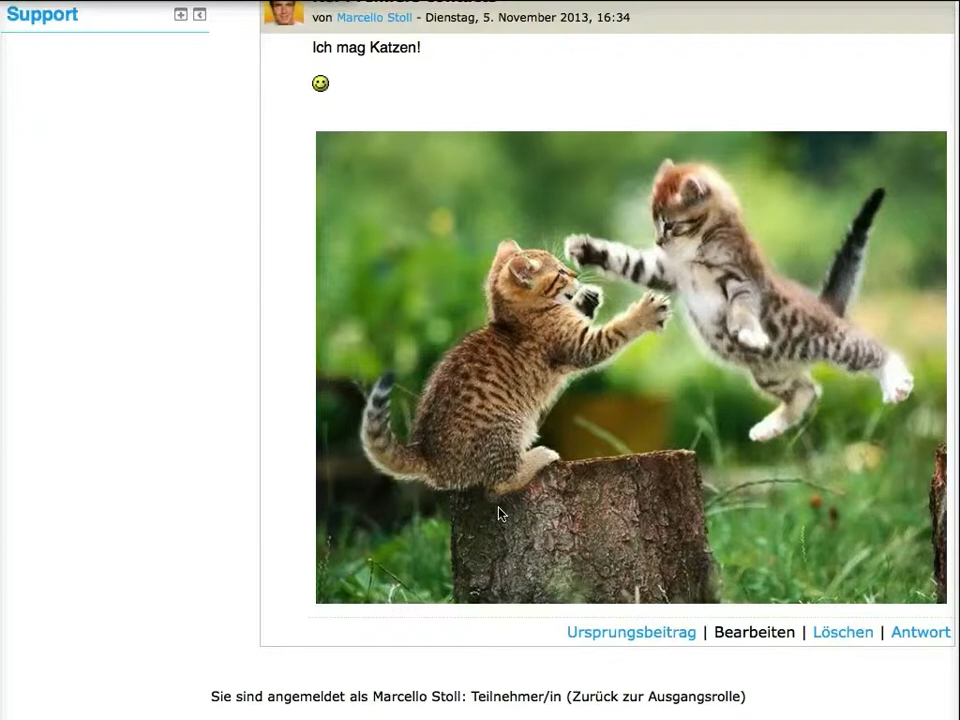 Support
von Marcello Stoll - Dienstag, 5. November 2013, 16:34
Ich mag Katzen!
Ursprungsbeitrag | Bearbeiten | Löschen | Antwort
Sie sind angemeldet als Marcello Stoll: Teilnehmer/in (Zurück zur Ausgangsrolle)